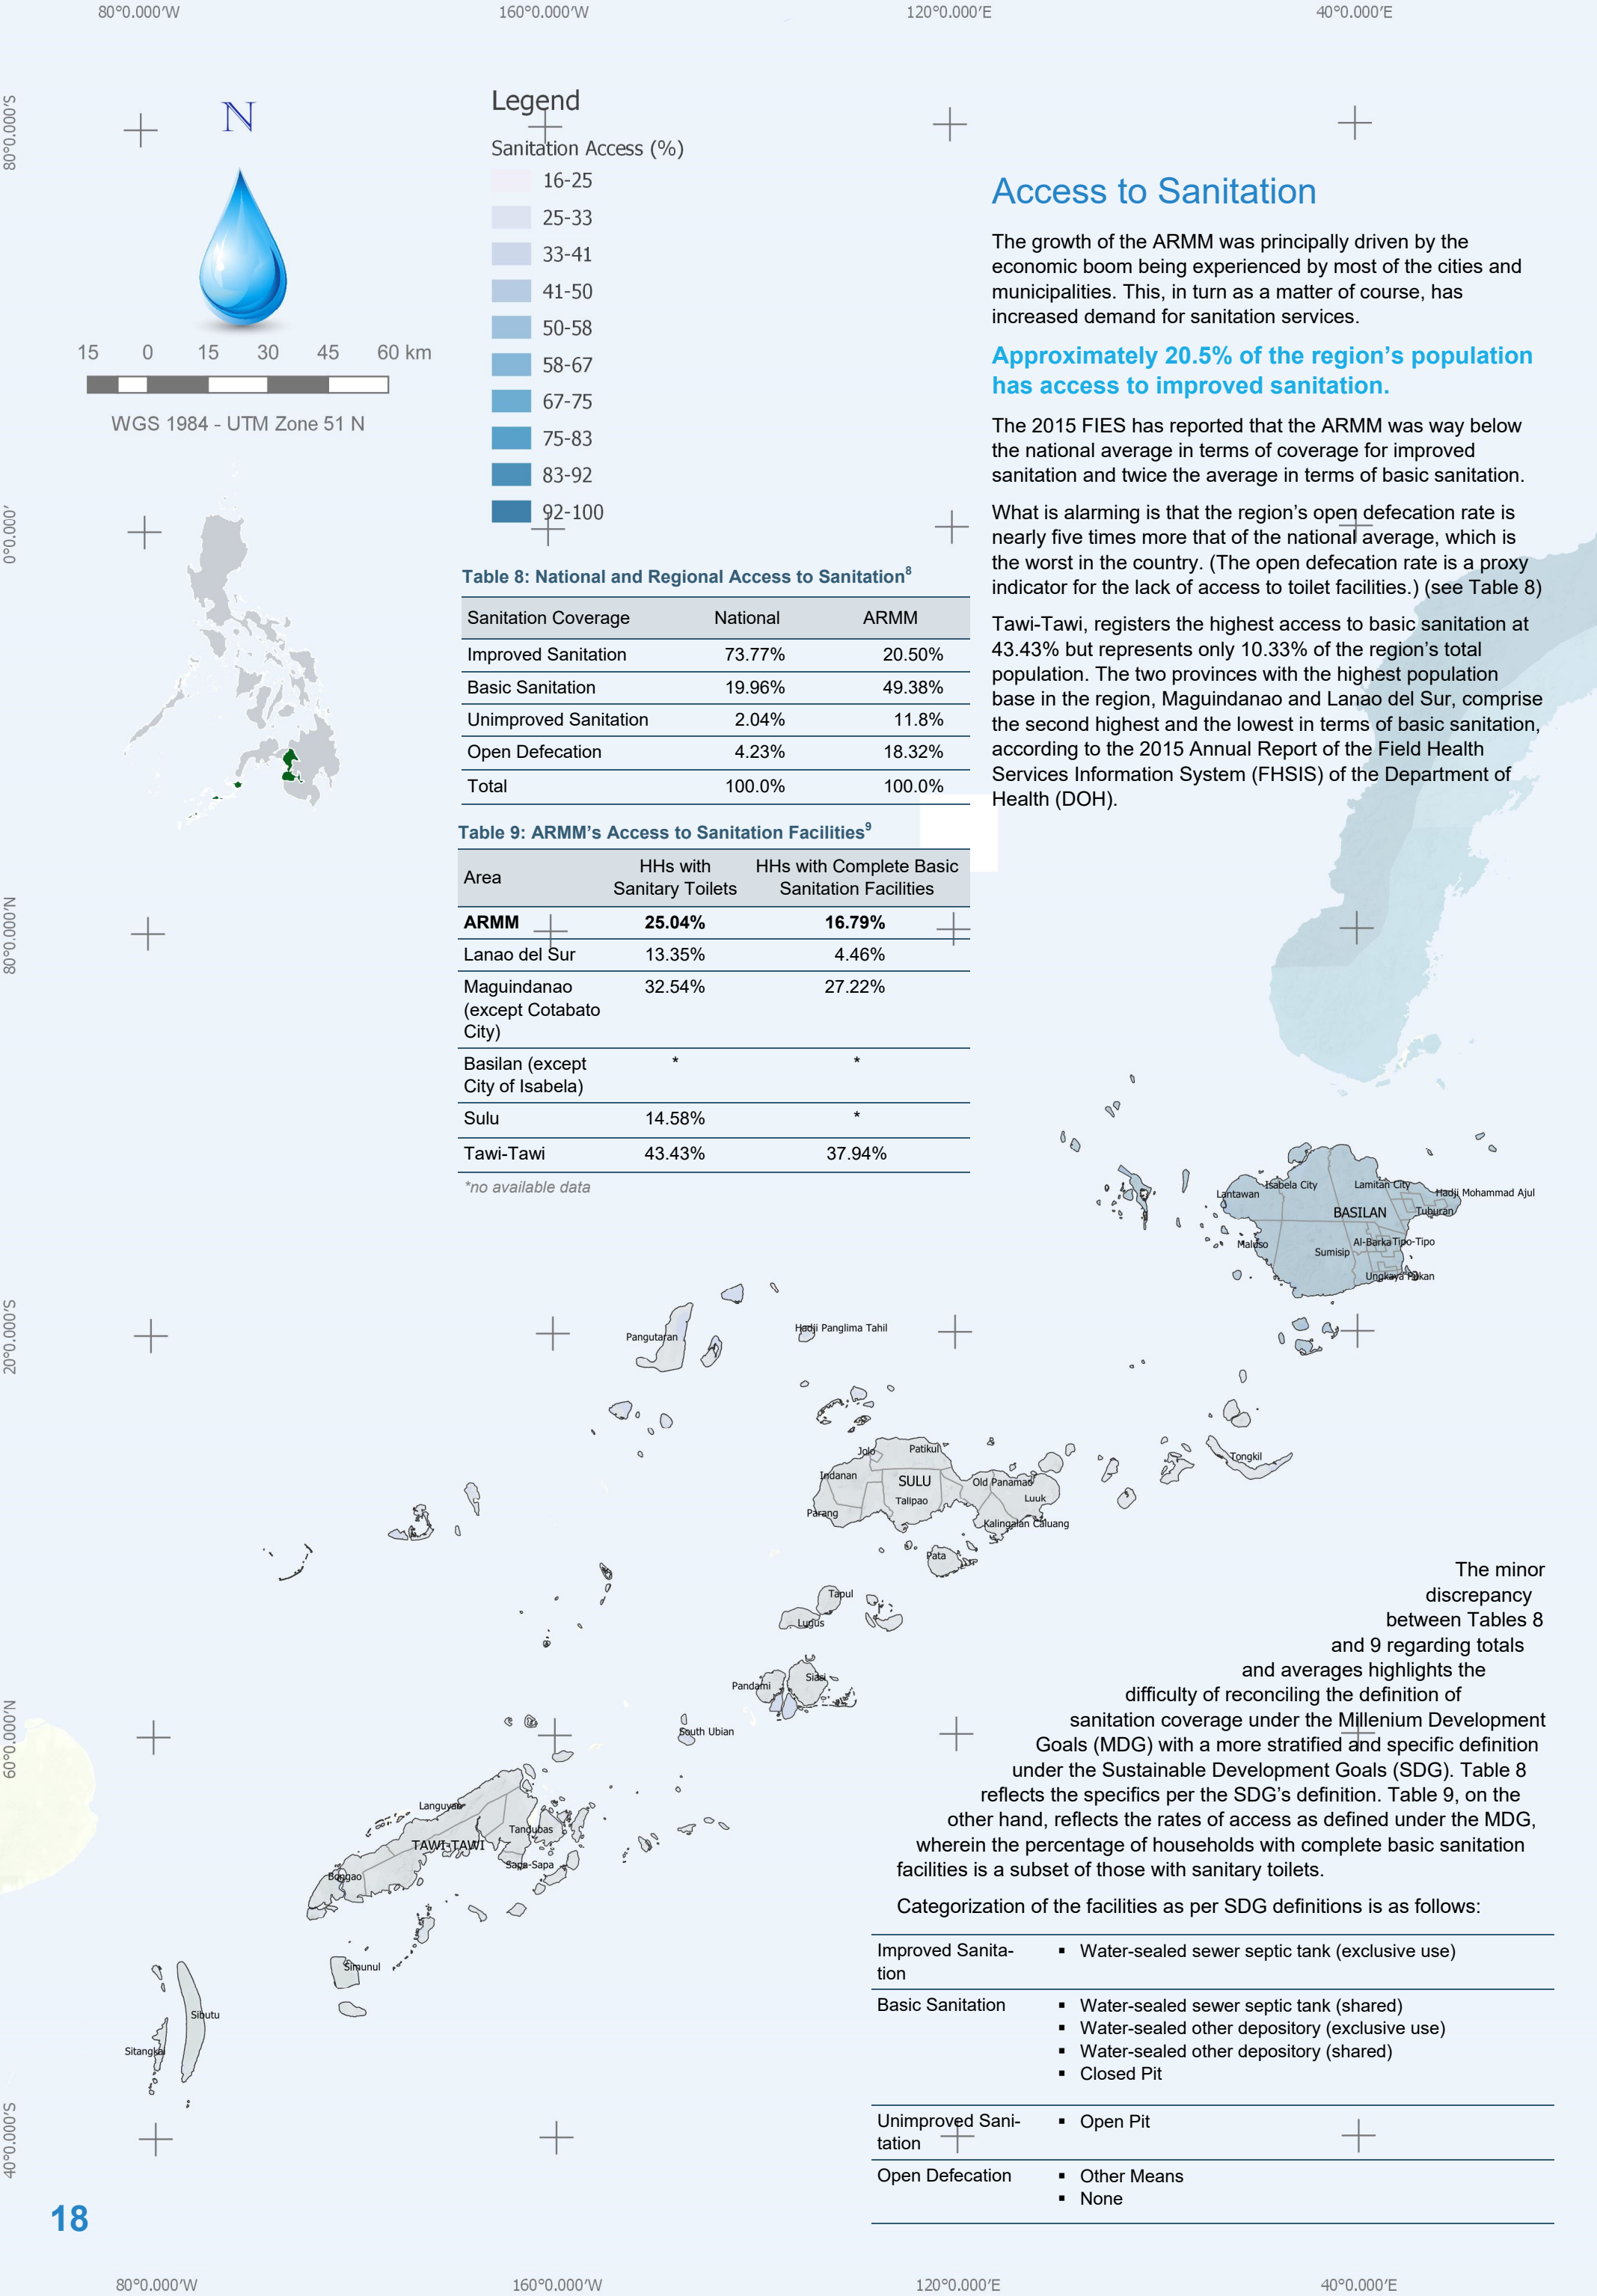 80°0.000'W 160°0.000'W 120°0.000'E 40°0.000'E
80°0.000'S
0°0.000'
80°0.000'N
20°0.000'S
60°0.000'N
40°0.000'S
N
15 0 15 30 45 60 km
WGS 1984 - UTM Zone 51 N
Legend
Sanitation Access (%)
16-25
25-33
33-41
41-50
50-58
58-67
67-75
75-83
83-92
92-100
Access to Sanitation
The growth of the ARMM was principally driven by the
economic boom being experienced by most of the cities and
municipalities. This, in turn as a matter of course, has
increased demand for sanitation services.
Approximately 20.5% of the region's population
has access to improved sanitation.
The 2015 FIES has reported that the ARMM was way below
the national average in terms of coverage for improved
sanitation and twice the average in terms of basic sanitation.
What is alarming is that the region's open defecation rate is
nearly five times more that of the national average, which is
the worst in the country. (The open defecation rate is a proxy
indicator for the lack of access to toilet facilities.) (see Table 8)
Tawi-Tawi, registers the highest access to basic sanitation at
43.43% but represents only 10.33% of the region's total
population. The two provinces with the highest population
base in the region, Maguindanao and Lanao del Sur, comprise
the second highest and the lowest in terms of basic sanitation,
according to the 2015 Annual Report of the Field Health
Services Information System (FHSIS) of the Department of
Health (DOH).
Table 8: National and Regional Access to Sanitation8
Sanitation Coverage National ARMM
Improved Sanitation 73.77% 20.50%
Basic Sanitation 19.96% 49.38%
Unimproved Sanitation 2.04% 11.8%
Open Defecation 4.23% 18.32%
Total 100.0% 100.0%
Table 9: ARMM's Access to Sanitation Facilities9
Area HHs with Sanitary Toilets HHs with Complete Basic Sanitation Facilities
ARMM 25.04% 16.79%
Lanao del Sur 13.35% 4.46%
Maguindanao 32.54% 27.22%
(except Cotabato
City)
Basilan (except * *
City of Isabela)
Sulu 14.58% *
Tawi-Tawi 43.43% 37.94%
*no available data
Isabela City
Lamitan City
Lantawan
Hadji Mohammad Ajul
BASILAN
Tuburan
Maluso
Al-Barka
Tipo-Tipo
Sumisip
Ungkaya Pukan
Pangutaran
Hadji Panglima Tahil
Jolo
Patikul
Tongkil
Indanan
SULU
Old Panamao
Talipao
Luuk
Parang
Kalingalan Caluang
Pata
Tapul
Lugus
Siasi
Pandami
South Ubian
Languyan
Tandubas
TAWI-TAWI
Sapa-Sapa
Bongao
Simunul
Sibutu
Sitangkai
The minor
discrepancy
between Tables 8
and 9 regarding totals
and averages highlights the
difficulty of reconciling the definition of
sanitation coverage under the Millenium Development
Goals (MDG) with a more stratified and specific definition
under the Sustainable Development Goals (SDG). Table 8
reflects the specifics per the SDG's definition. Table 9, on the
other hand, reflects the rates of access as defined under the MDG,
wherein the percentage of households with complete basic sanitation
facilities is a subset of those with sanitary toilets.
Categorization of the facilities as per SDG definitions is as follows:
Improved Sanita- ▪ Water-sealed sewer septic tank (exclusive use)
tion
Basic Sanitation ▪ Water-sealed sewer septic tank (shared)
▪ Water-sealed other depository (exclusive use)
▪ Water-sealed other depository (shared)
▪ Closed Pit
Unimproved Sani- ▪ Open Pit
tation
Open Defecation ▪ Other Means
▪ None
18
80°0.000'W 160°0.000'W 120°0.000'E 40°0.000'E